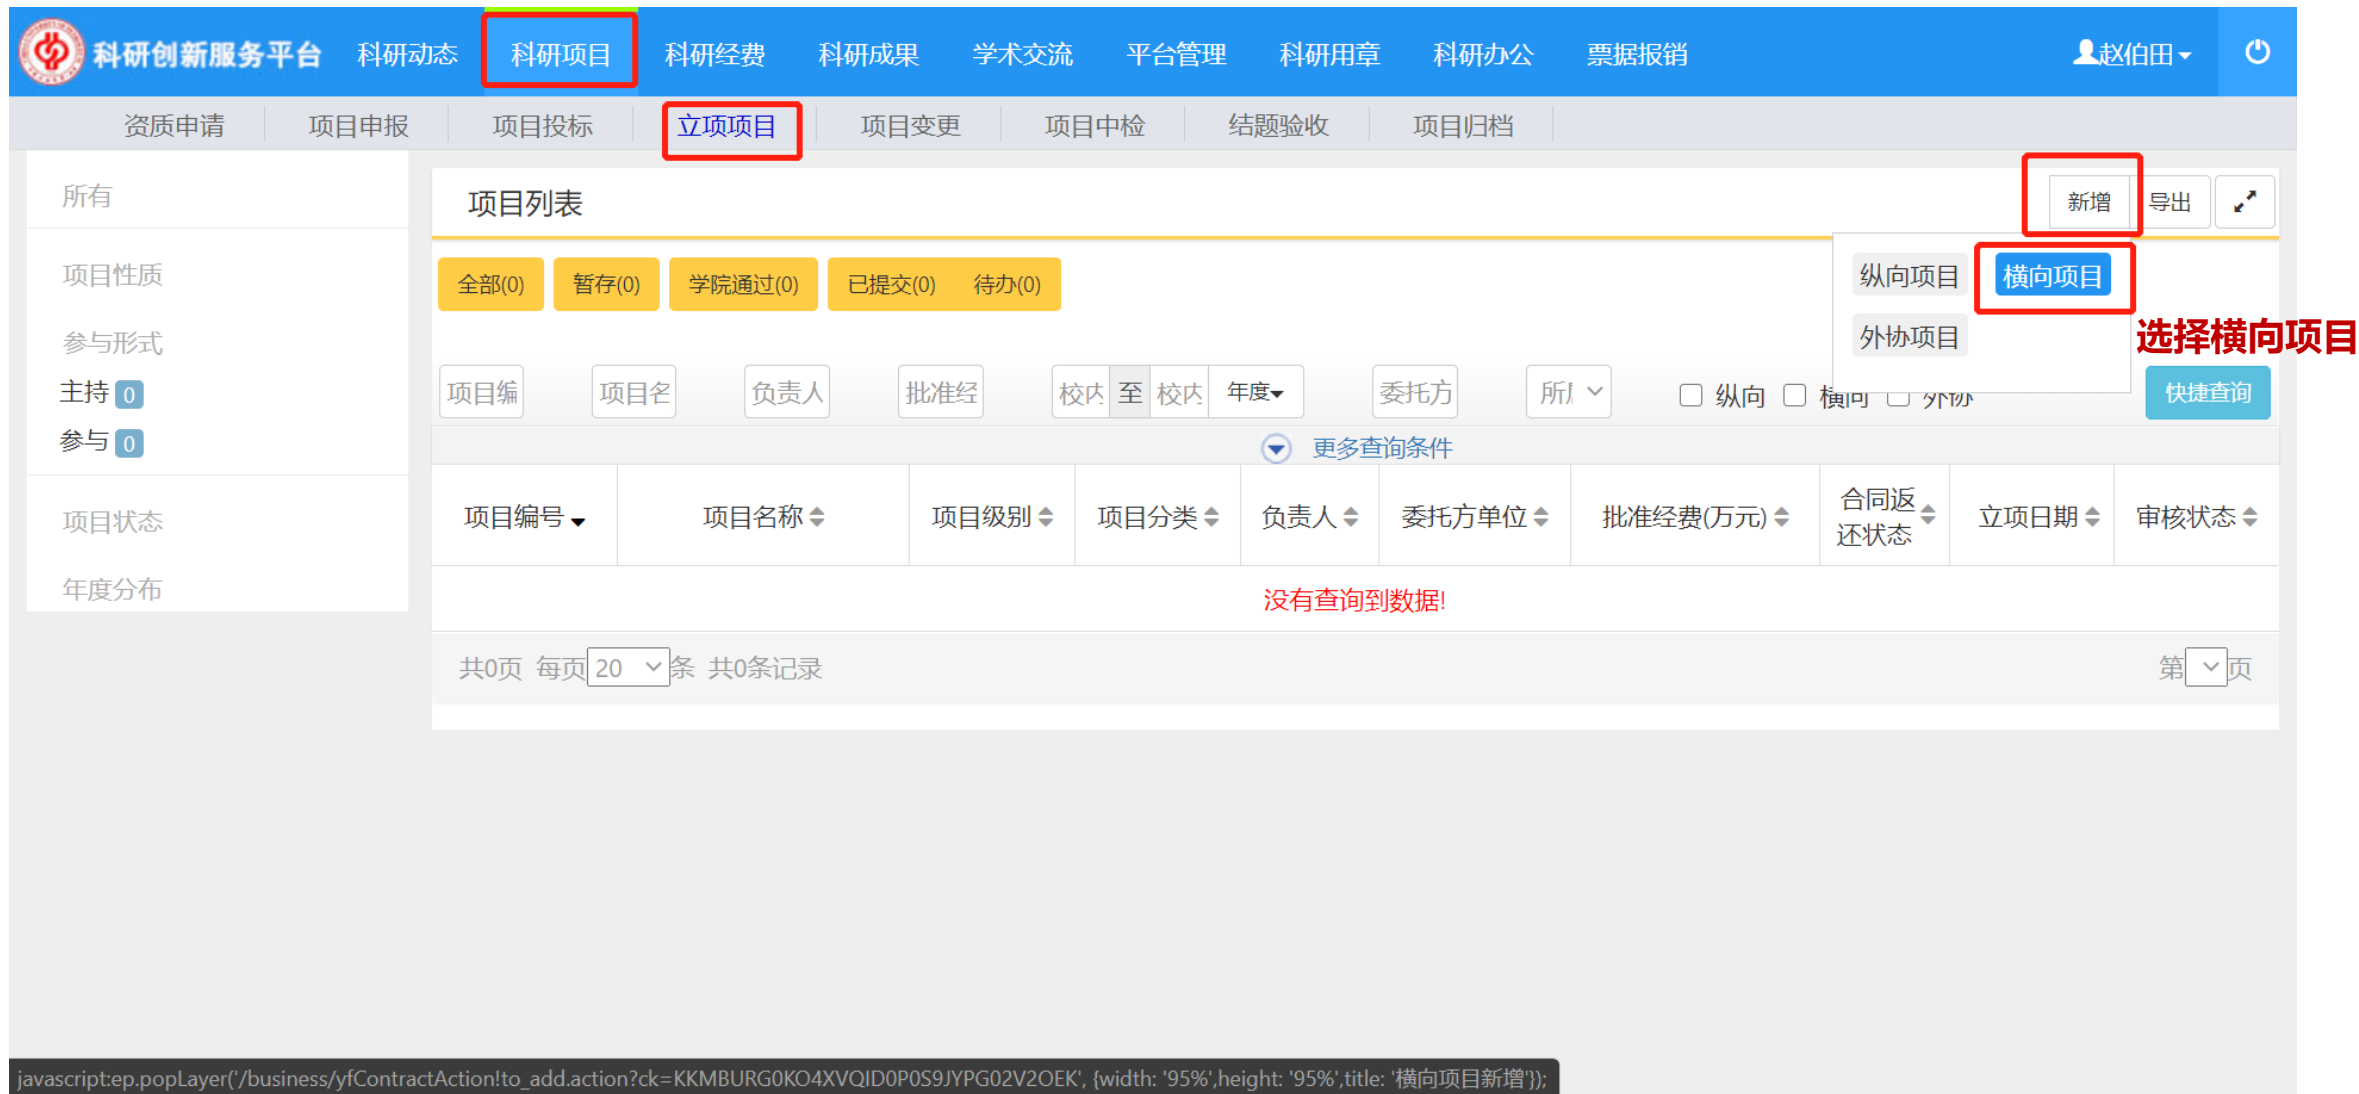 科研创新服务平台 科研动态 科研项目 科研经费 科研成果 学术交流 平台管理 科研用章 科研办公 票据报销 赵伯田
资质申请 项目申报 项目投标 立项项目 项目变更 项目中检 结题验收 项目归档
所有
项目性质
参与形式
主持 0
参与 0
项目状态
年度分布
项目列表 新增 导出
全部(0) 暂存(0) 学院通过(0) 已提交(0) 待办(0)
纵向项目 横向项目
外协项目
选择横向项目
项目编 项目名 负责人 批准经 校内 至 校内 年度 委托方 所 纵向 横向 外协 快捷查询
更多查询条件
项目编号 项目名称 项目级别 项目分类 负责人 委托方单位 批准经费(万元) 合同返还状态 立项日期 审核状态
没有查询到数据!
共0页 每页 20 条 共0条记录 第 页
javascript:ep.popLayer('/business/yfContractAction!to_add.action?ck=KKMBURG0KO4XVQID0P0S9JYPG02V2OEK', {width: '95%',height: '95%',title: '横向项目新增'});